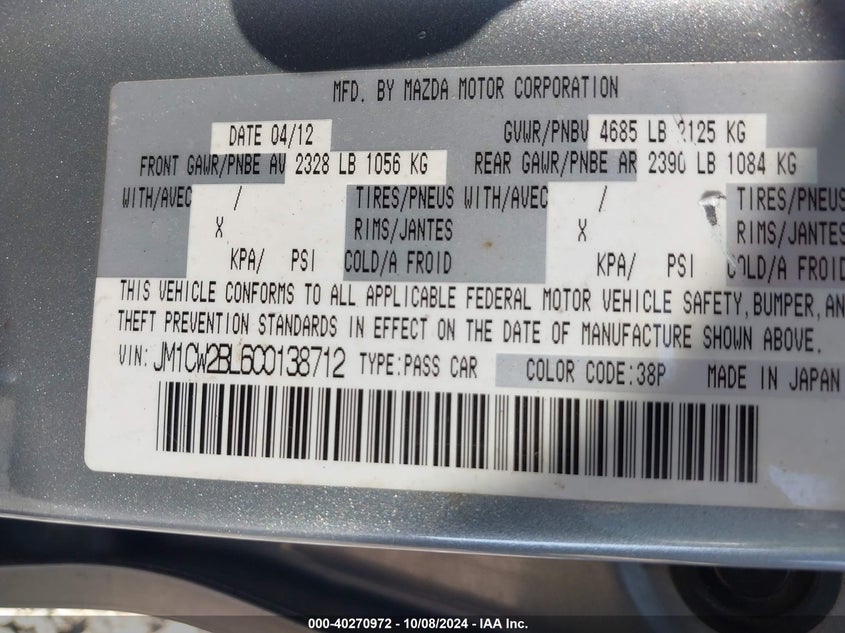 MFD. BY MAZDA MOTOR CORPORATION
DATE 04/12 GVWR/PNBV 4685 LB 2125 KG
FRONT GAWR/PNBE AV 2328 LB 1056 KG REAR GAWR/PNBE AR 2390 LB 1084 KG
WITH/AVEC / TIRES/PNEUS WITH/AVEC / TIRES/PNEUS
X RIMS/JANTES X RIMS/JANTES
KPA/ PSI COLD/A FROID KPA/ PSI COLD/A FROID
THIS VEHICLE CONFORMS TO ALL APPLICABLE FEDERAL MOTOR VEHICLE SAFETY, BUMPER, AN
THEFT PREVENTION STANDARDS IN EFFECT ON THE DATE OF MANUFACTURE SHOWN ABOVE.
VIN: JM1CW2BL6C0138712 TYPE:PASS CAR COLOR CODE:38P MADE IN JAPAN
000-40270972 - 10/08/2024 - IAA Inc.